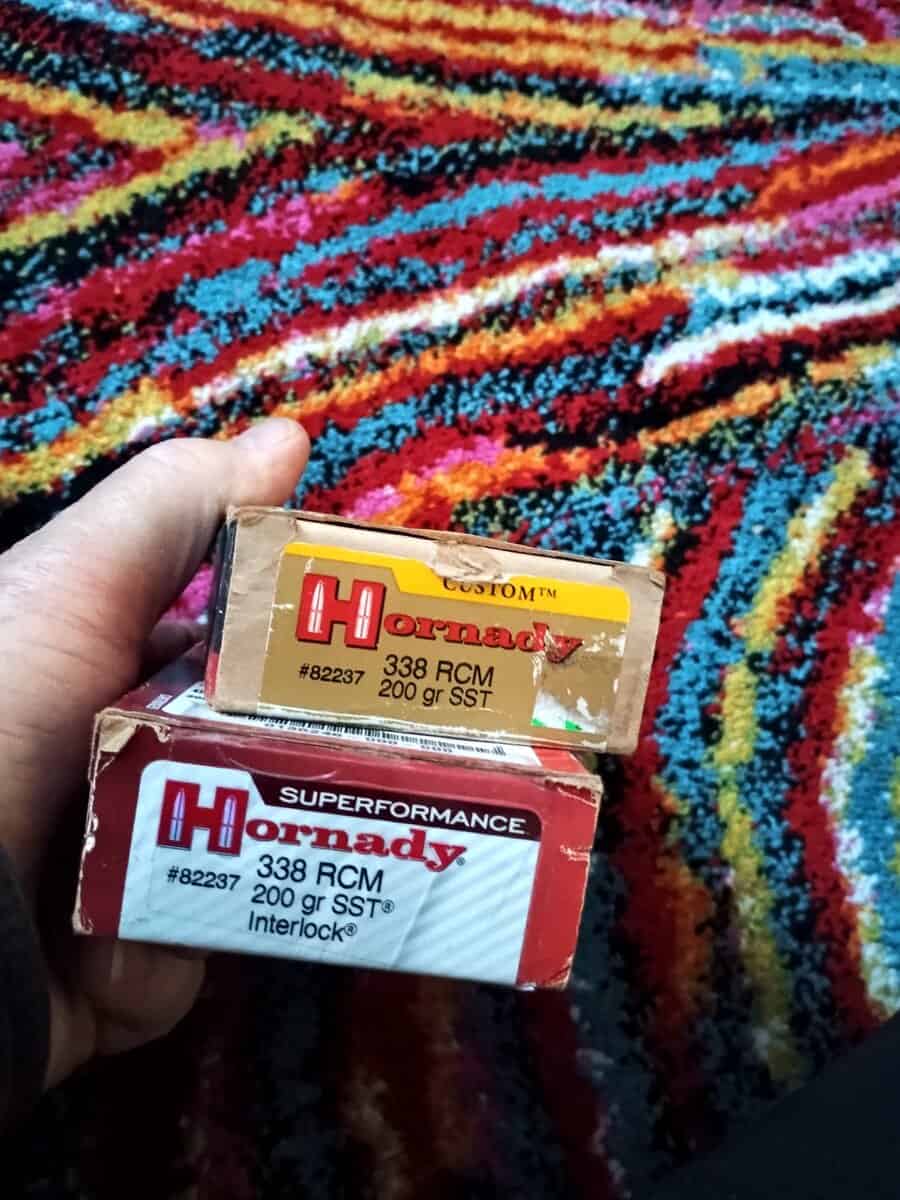 CUSTOM™
Hornady
#82237 338 RCM
200 gr SST
SUPERFORMANCE
Hornady®
#82237 338 RCM
200 gr SST®
Interlock®